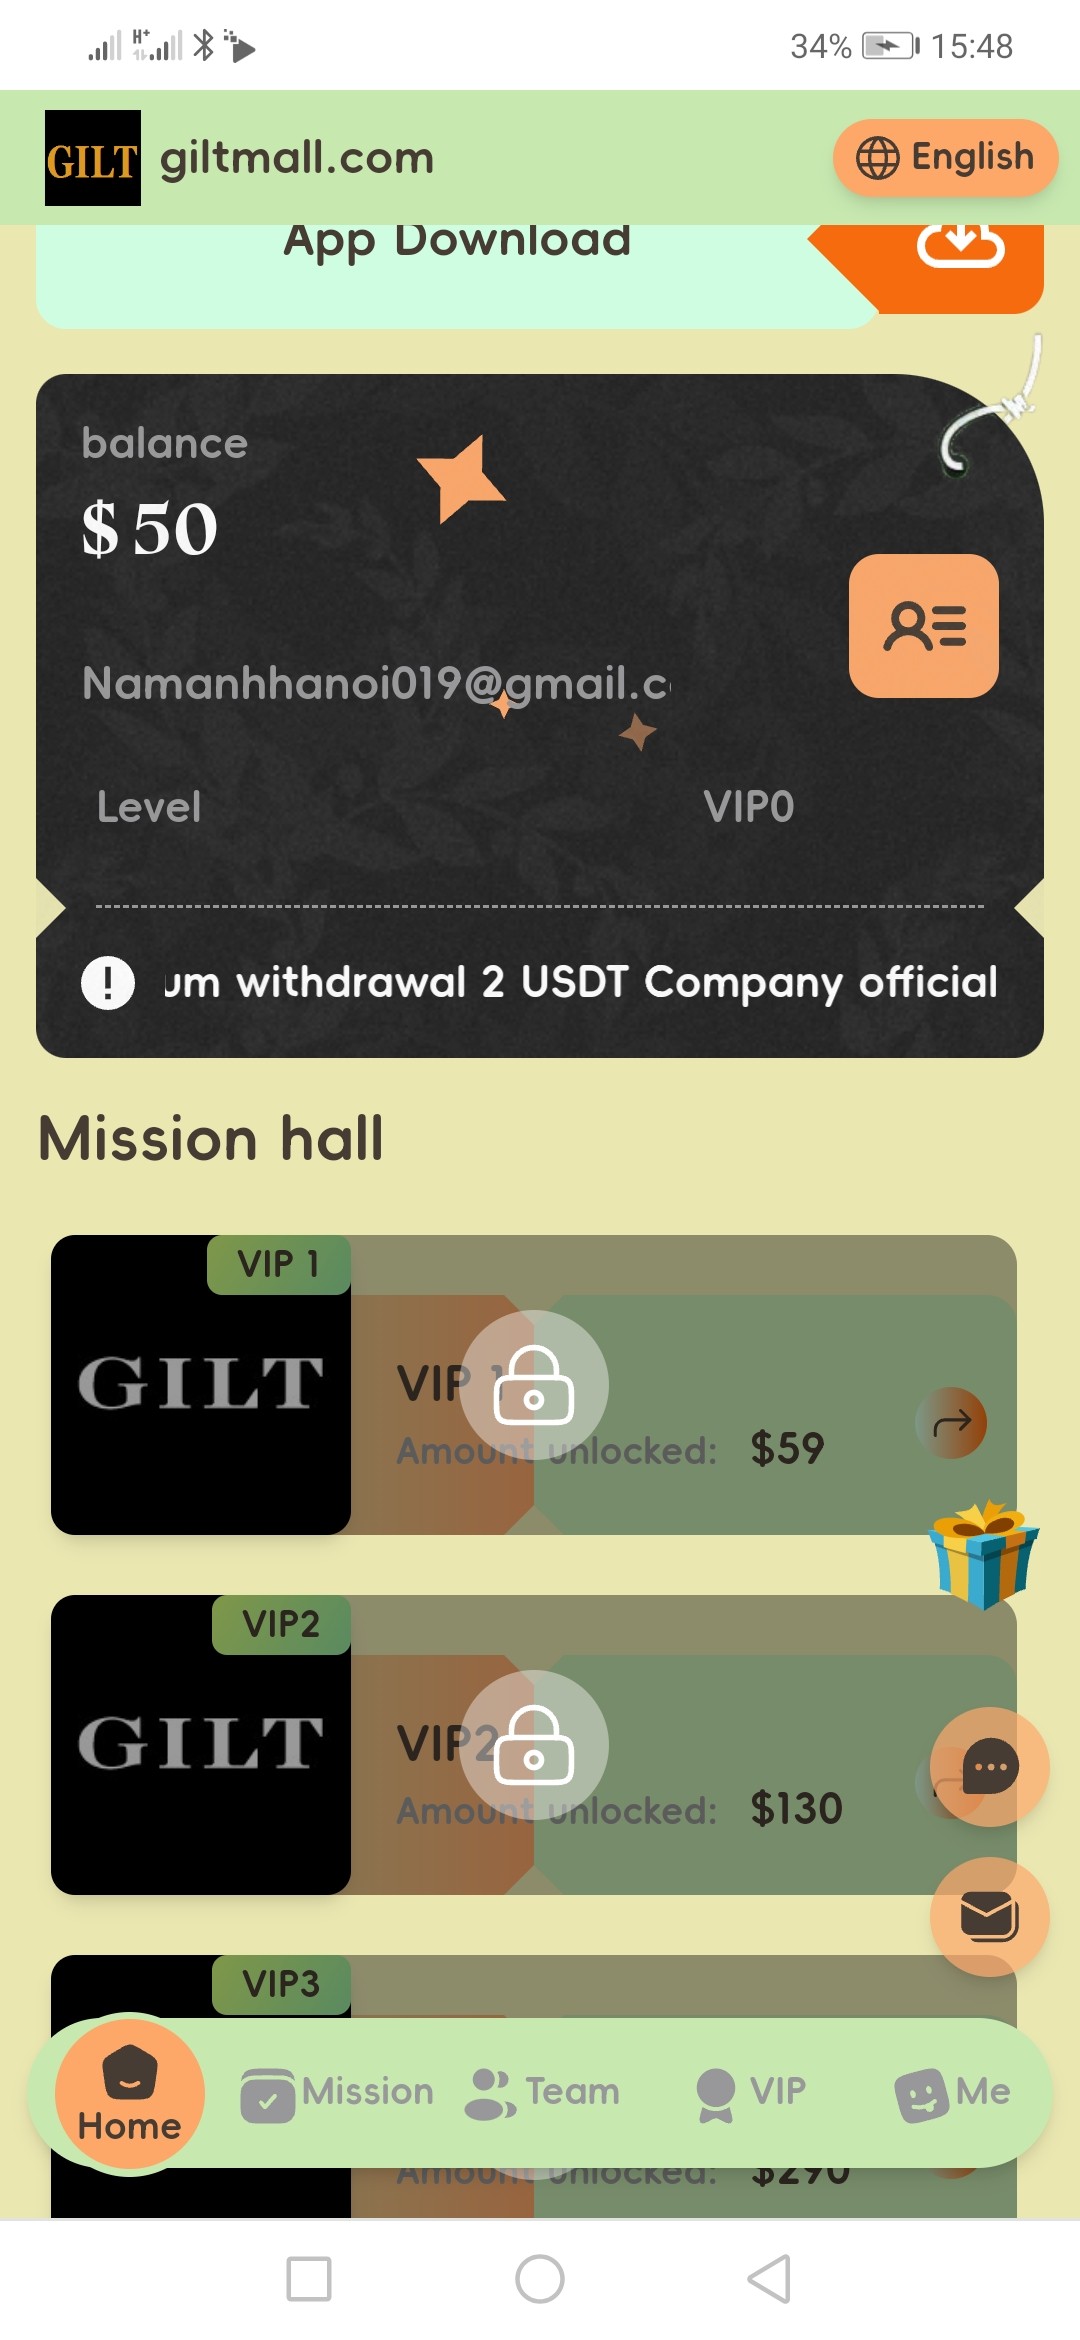 H+
34%
15:48
GILT
giltmall.com
English
App Download
balance
$ 50
Namanhhanoi019@gmail.c
Level
VIP0
um withdrawal 2 USDT Company official
Mission hall
VIP 1
GILT
VIP 1
Amount unlocked: $59
VIP2
GILT
VIP2
Amount unlocked: $130
VIP3
Home
Mission
Team
VIP
Me
Amount unlocked: $290